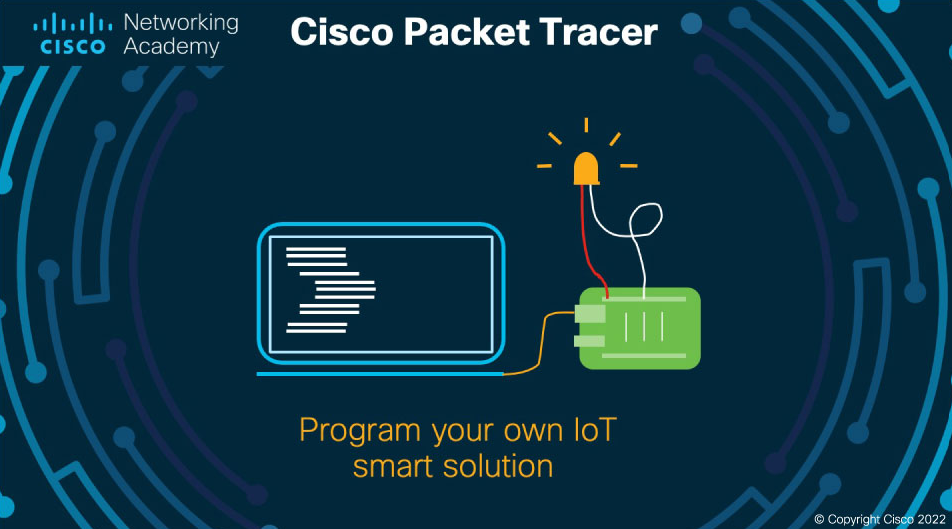 Networking
CISCO Academy
Cisco Packet Tracer
Program your own IoT
smart solution
© Copyright Cisco 2022